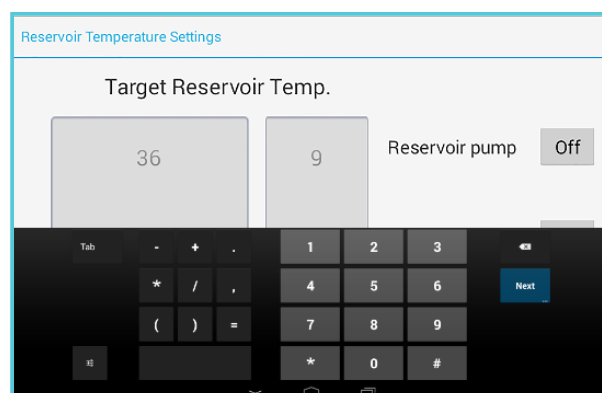 Reservoir Temperature Settings
Target Reservoir Temp.
36 9 Reservoir pump Off
Tab - + . 1 2 3
* / , 4 5 6 Next
( ) = 7 8 9
* 0 #